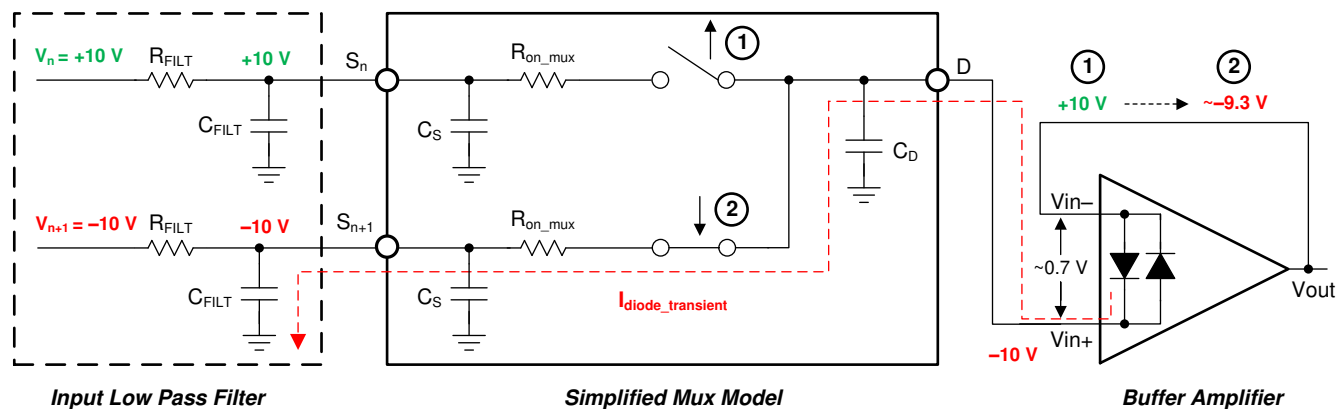 Vn = +10 V
RFILT
+10 V
Sn
Ron_mux
1
D
1
2
+10 V
~–9.3 V
CFILT
CS
CD
Vn+1 = –10 V
RFILT
–10 V
Sn+1
Ron_mux
2
Vin–
~0.7 V
CFILT
CS
Idiode_transient
Vout
Vin+
–10 V
Input Low Pass Filter
Simplified Mux Model
Buffer Amplifier